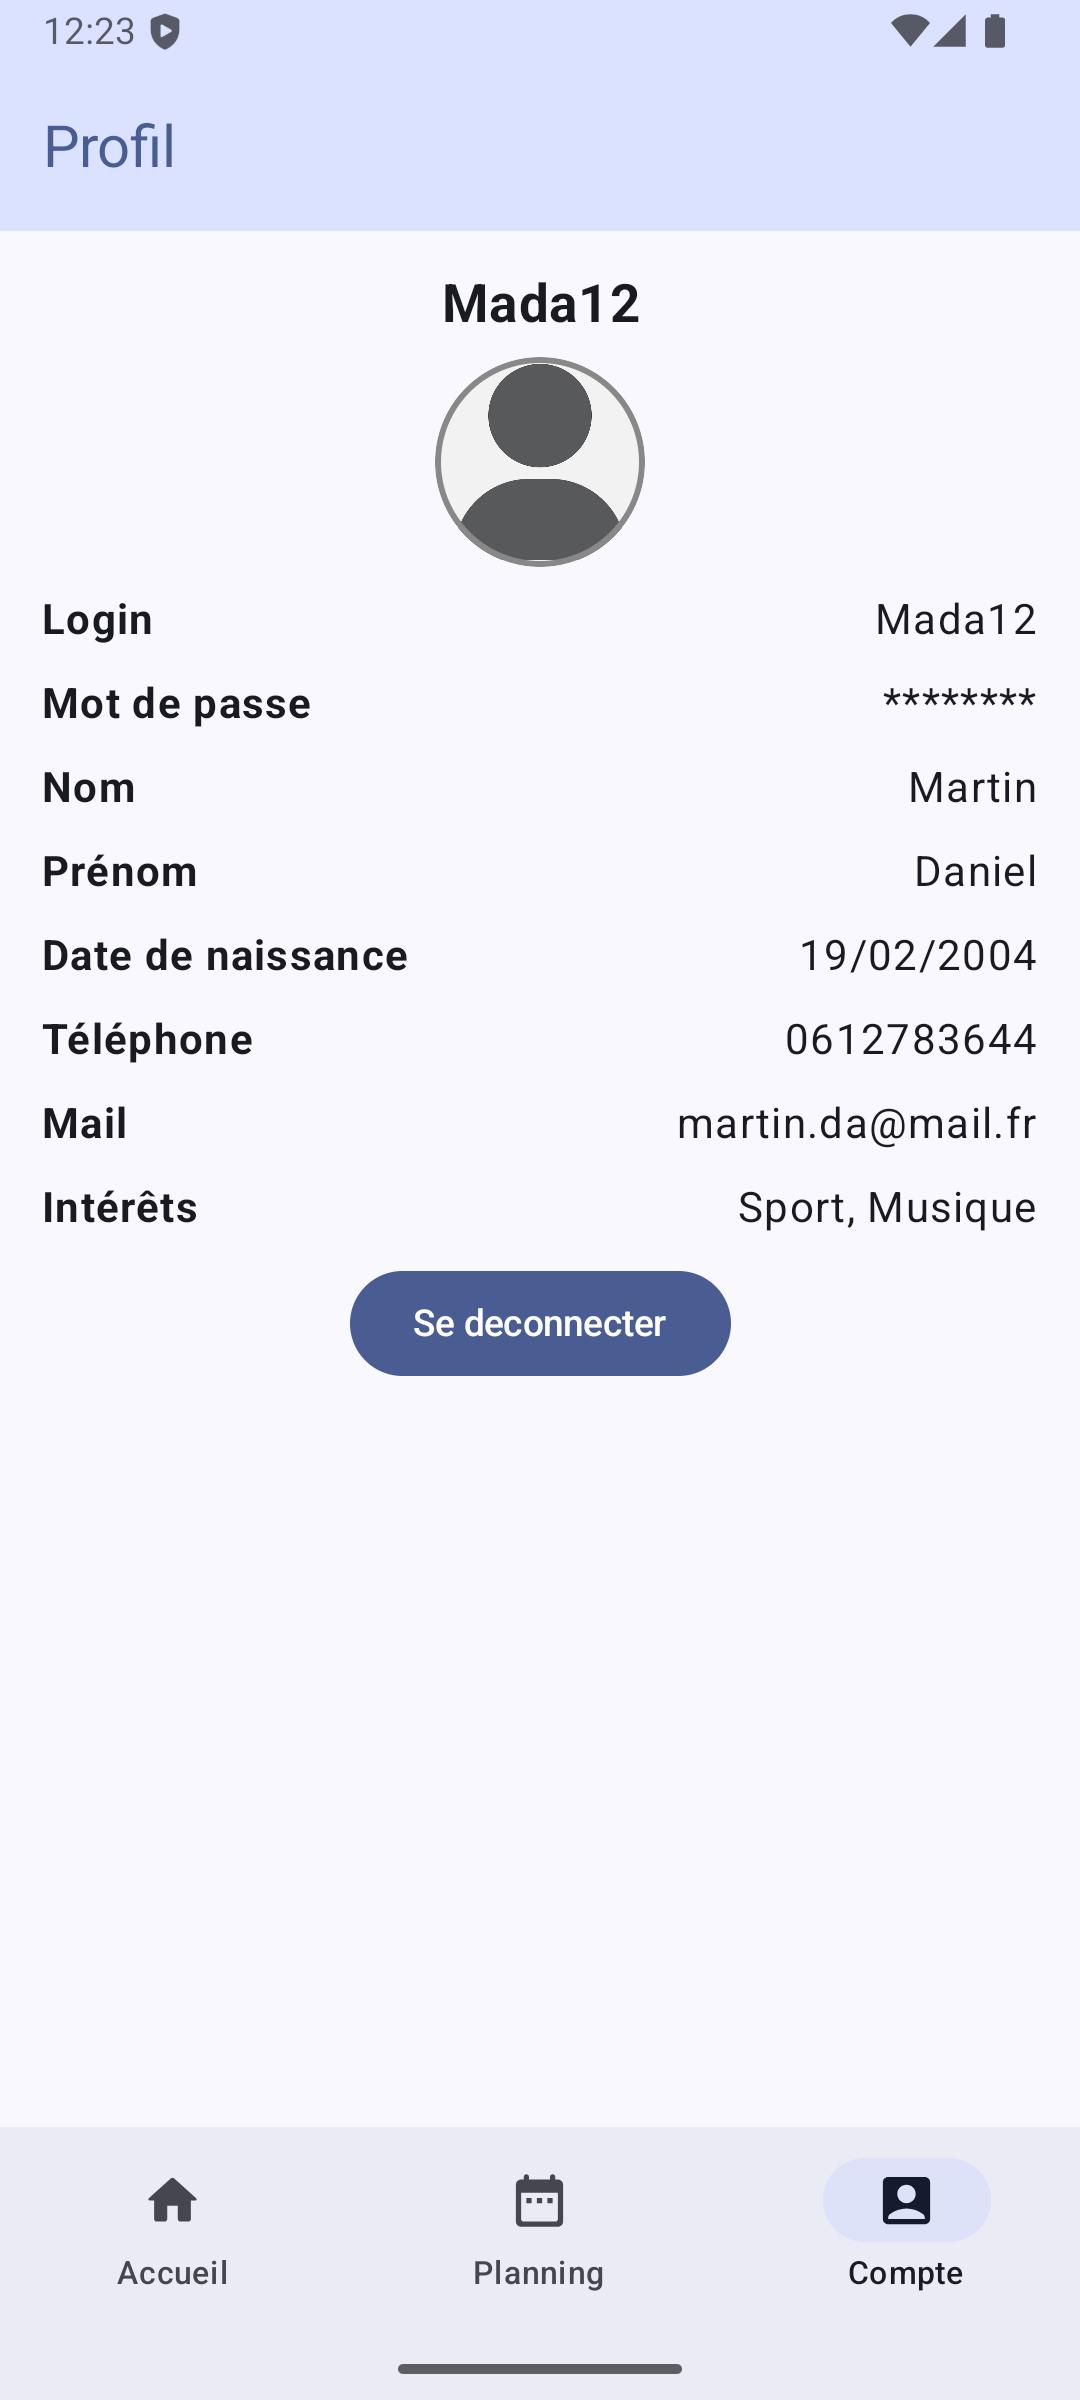 12:23
Profil
Mada12
Login Mada12
Mot de passe ********
Nom Martin
Prénom Daniel
Date de naissance 19/02/2004
Téléphone 0612783644
Mail martin.da@mail.fr
Intérêts Sport, Musique
Se deconnecter
Accueil Planning Compte